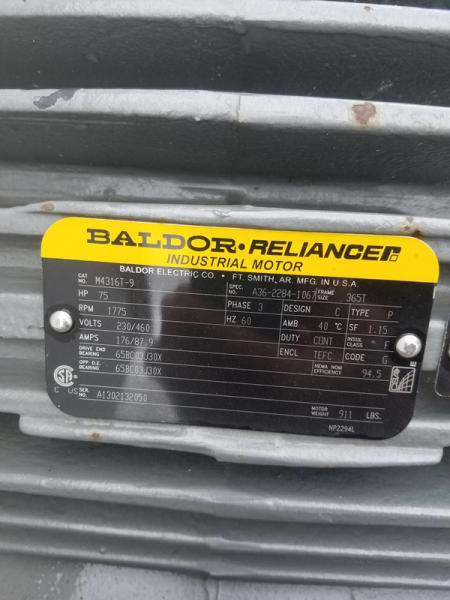 BALDOR · RELIANCER
INDUSTRIAL MOTOR
BALDOR ELECTRIC CO. • FT. SMITH, AR. MFG. IN U.S.A.
CAT. NO. M4316T-9 SPEC. NO. A36-2284-1067 FRAME SIZE 365T
HP 75 PHASE 3 DESIGN C TYPE P
RPM 1775 HZ 60 AMB 40 °C SF 1.15
VOLTS 230/460 DUTY CONT INSUL CLASS F
AMPS 176/87.9 ENCL TEFC CODE G
DRIVE END BEARING 65BC03J30X NEMA NOM EFFICIENCY 94.5
OPP D.E. BEARING 65BC03J30X
C US
SER. NO. A1302132050 MOTOR WEIGHT 911 LBS.
NP2294L